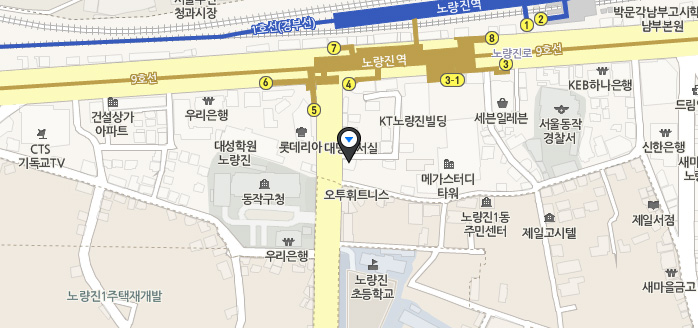 청과시장
1호선(경부선)
노량진역
1
2
박문각남부고시학
남부본원
7
8
노량진역
노량진로
9호선
9호선
6
4
3-1
3
5
KEB하나은행
건설상가
아파트
우리은행
KT노량진빌딩
세븐일레븐
서울동작
경찰서
드림
CTS
기독교TV
대성학원
노량진
롯데리아
대
서실
신한은행
메가스터디
타워
새마
동작구청
오투휘트니스
노량진1동
주민센터
제일고시텔
제일서점
우리은행
노량진
초등학교
새마을금고
노량진1주택재개발